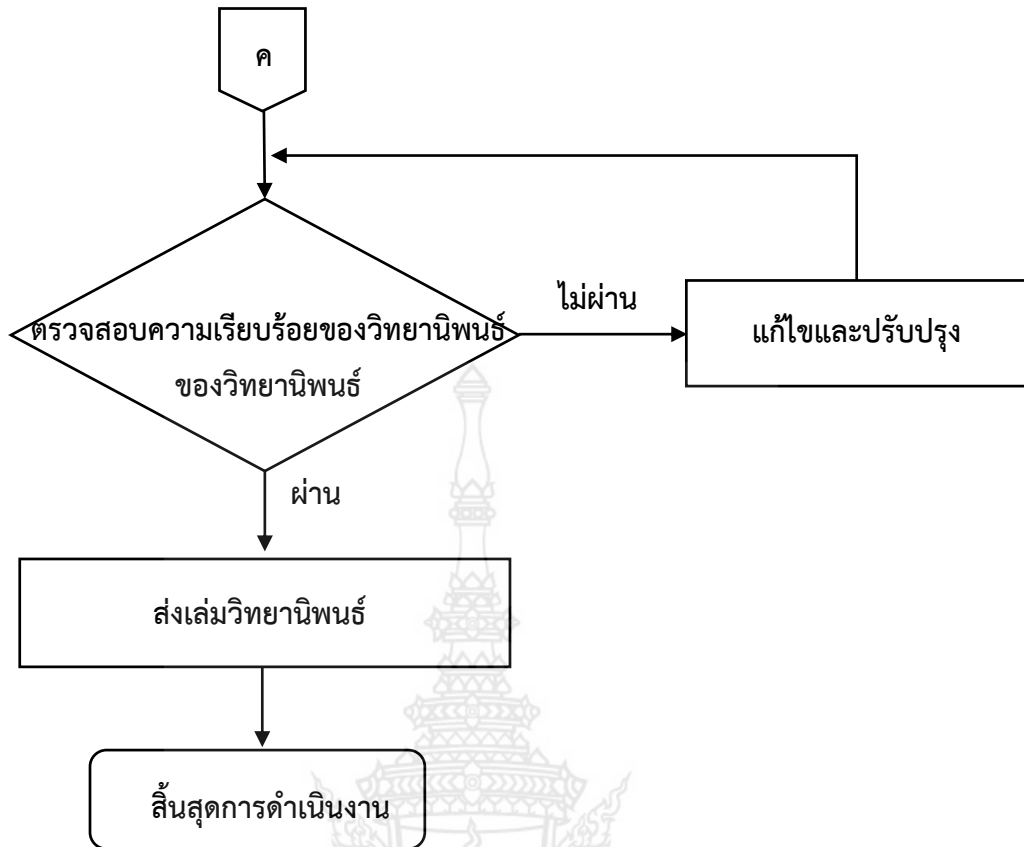 ค
ตรวจสอบความเรียบร้อยของวิทยานิพนธ์
ของวิทยานิพนธ์
ไม่ผ่าน
แก้ไขและปรับปรุง
ผ่าน
ส่งเล่มวิทยานิพนธ์
สิ้นสุดการดำเนินงาน